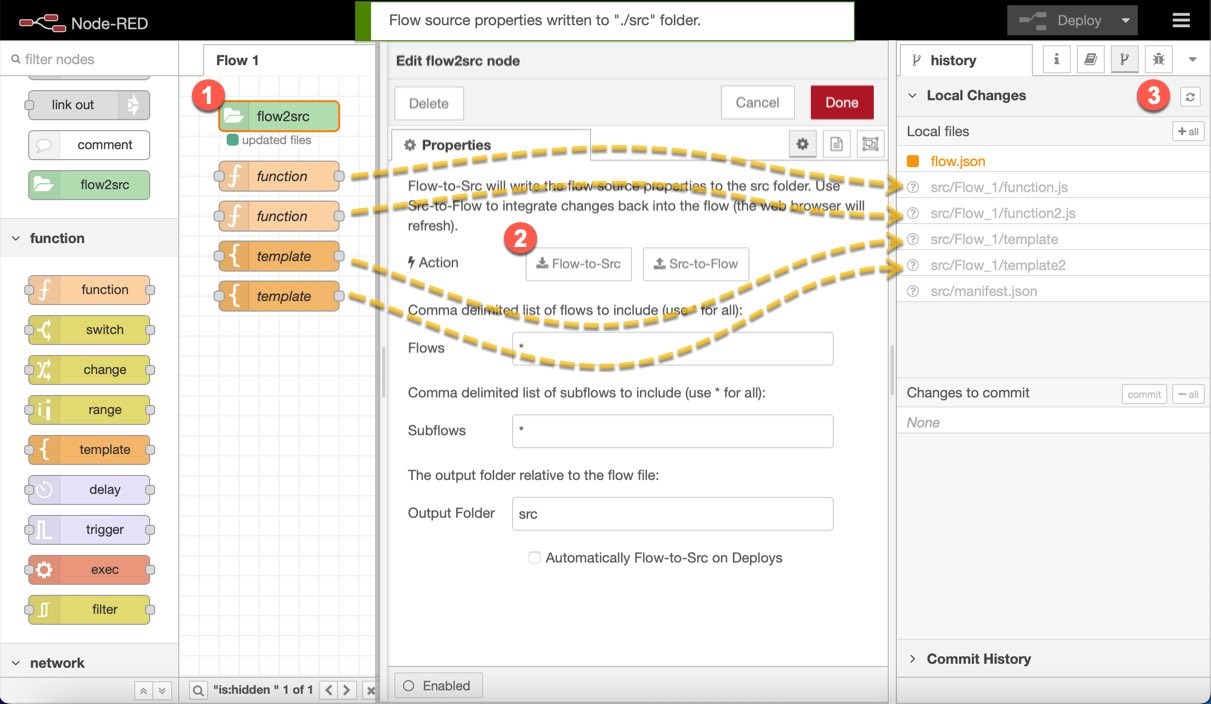 Node-RED
Flow source properties written to "./src" folder.
Deploy
filter nodes
link out
comment
flow2src
function
function
switch
change
range
template
delay
trigger
exec
filter
network
Flow 1
1
flow2src
updated files
function
function
template
template
"is:hidden " 1 of 1
Edit flow2src node
Delete
Cancel
Done
Properties
Flow-to-Src will write the flow source properties to the src folder. Use
Src-to-Flow to integrate changes back into the flow (the web browser will
refresh).
2
Action
Flow-to-Src
Src-to-Flow
Comma delimited list of flows to include (use * for all):
Flows
*
Comma delimited list of subflows to include (use * for all):
Subflows
*
The output folder relative to the flow file:
Output Folder
src
Automatically Flow-to-Src on Deploys
Enabled
history
Local Changes
3
Local files
+ all
flow.json
src/Flow_1/function.js
src/Flow_1/function2.js
src/Flow_1/template
src/Flow_1/template2
src/manifest.json
Changes to commit
commit
− all
None
Commit History